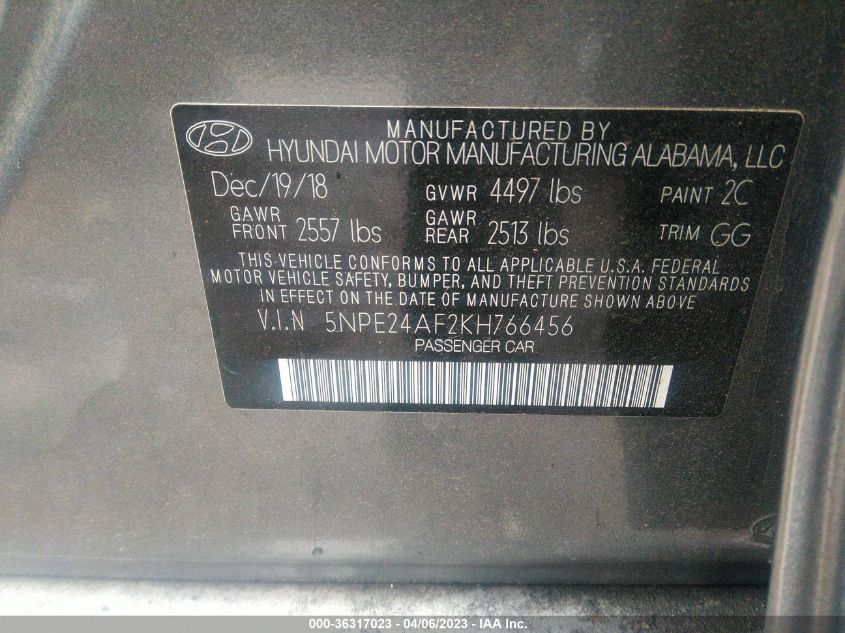 MANUFACTURED BY
HYUNDAI MOTOR MANUFACTURING ALABAMA, LLC
Dec/19/18 GVWR 4497 lbs PAINT 2C
GAWR FRONT 2557 lbs GAWR REAR 2513 lbs TRIM GG
THIS VEHICLE CONFORMS TO ALL APPLICABLE U.S.A. FEDERAL
MOTOR VEHICLE SAFETY, BUMPER, AND THEFT PREVENTION STANDARDS
IN EFFECT ON THE DATE OF MANUFACTURE SHOWN ABOVE
V.I.N 5NPE24AF2KH766456
PASSENGER CAR
000-36317023 - 04/06/2023 - IAA Inc.